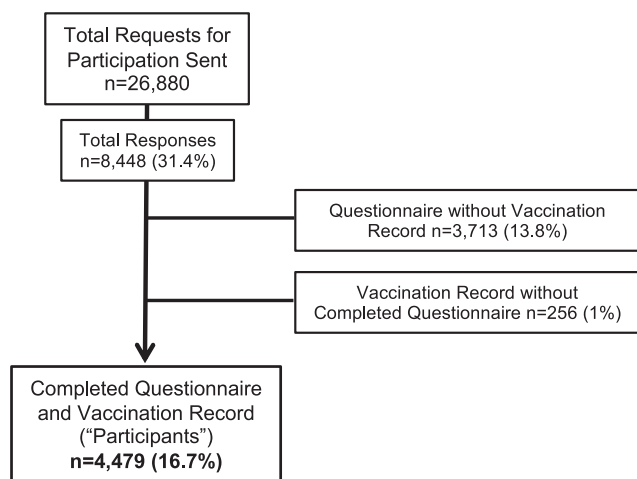 Total Requests for
Participation Sent
n=26,880
Total Responses
n=8,448 (31.4%)
Questionnaire without Vaccination
Record n=3,713 (13.8%)
Vaccination Record without
Completed Questionnaire n=256 (1%)
Completed Questionnaire
and Vaccination Record
(“Participants”)
n=4,479 (16.7%)